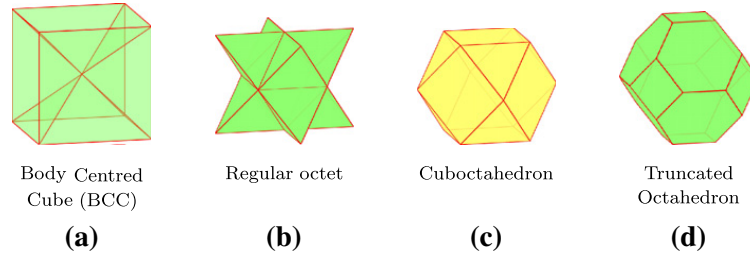 Body Centred
Cube (BCC)
(a)
Regular octet
(b)
Cuboctahedron
(c)
Truncated
Octahedron
(d)